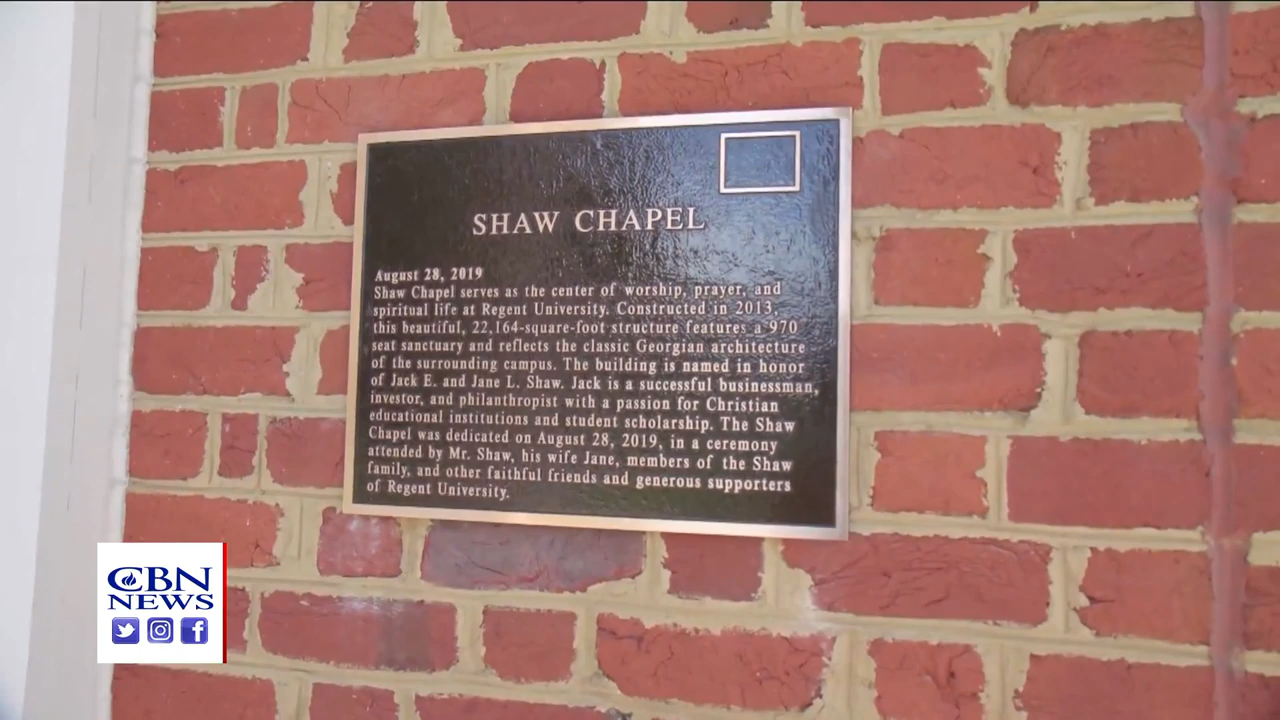 SHAW CHAPEL
August 28, 2019
Shaw Chapel serves as the center of worship, prayer, and
spiritual life at Regent University. Constructed in 2013,
this beautiful, 22,164-square-foot structure features a 970
seat sanctuary and reflects the classic Georgian architecture
of the surrounding campus. The building is named in honor
of Jack E. and Jane L. Shaw. Jack is a successful businessman,
investor, and philanthropist with a passion for Christian
educational institutions and student scholarship. The Shaw
Chapel was dedicated on August 28, 2019, in a ceremony
attended by Mr. Shaw, his wife Jane, members of the Shaw
family, and other faithful friends and generous supporters
of Regent University.
CBN
NEWS